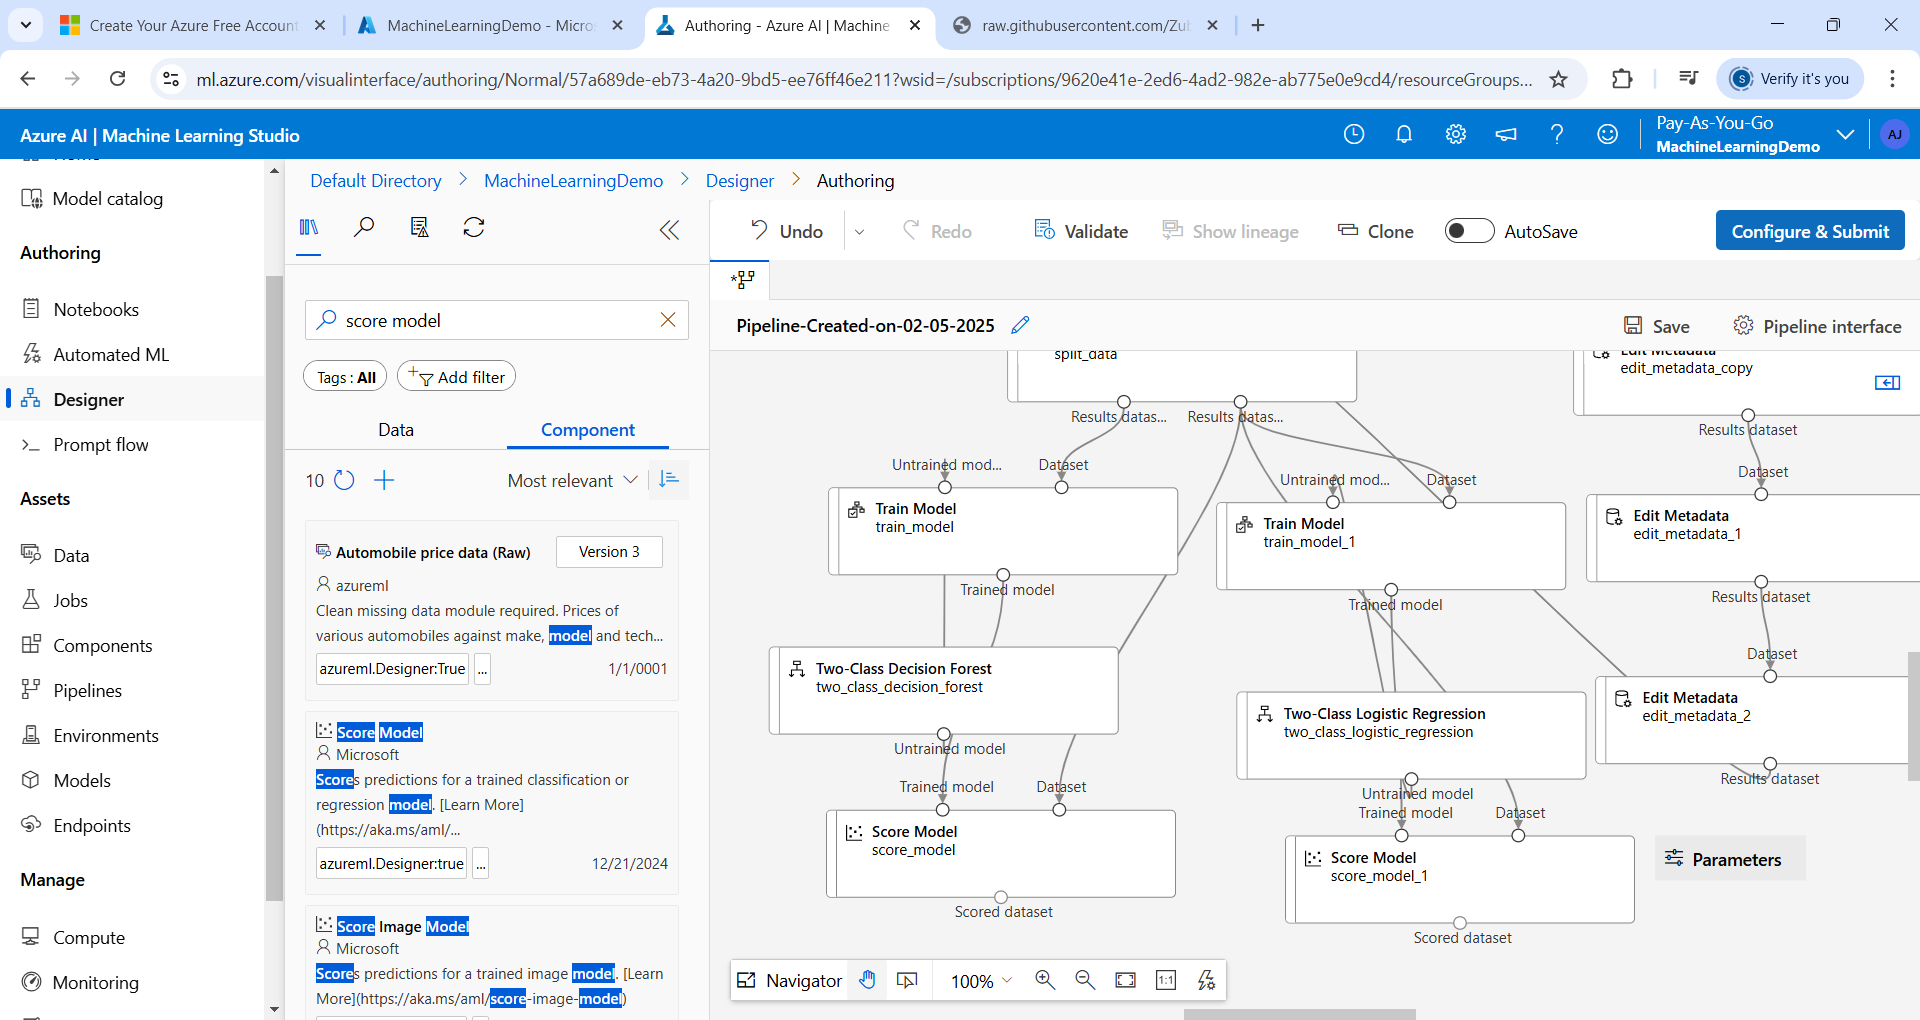 Create Your Azure Free Account
MachineLearningDemo - Micros
Authoring - Azure AI | Machine
raw.githubusercontent.com/Zub
ml.azure.com/visualinterface/authoring/Normal/57a689de-eb73-4a20-9bd5-ee76ff46e211?wsid=/subscriptions/9620e41e-2ed6-4ad2-982e-ab775e0e9cd4/resourceGroups...
S
Verify it's you
Azure AI | Machine Learning Studio
Pay-As-You-Go
MachineLearningDemo
AJ
Home
Model catalog
Authoring
Notebooks
Automated ML
Designer
Prompt flow
Assets
Data
Jobs
Components
Pipelines
Environments
Models
Endpoints
Manage
Compute
Monitoring
Default Directory > MachineLearningDemo > Designer > Authoring
score model
Tags : All
Add filter
Data
Component
10
Most relevant
Automobile price data (Raw)
Version 3
azureml
Clean missing data module required. Prices of
various automobiles against make, model and tech...
azureml.Designer:True
...
1/1/0001
Score Model
Microsoft
Scores predictions for a trained classification or
regression model. [Learn More]
(https://aka.ms/aml/...
azureml.Designer:true
...
12/21/2024
Score Image Model
Microsoft
Scores predictions for a trained image model. [Learn
More](https://aka.ms/aml/score-image-model)
Undo
Redo
Validate
Show lineage
Clone
AutoSave
Configure & Submit
Pipeline-Created-on-02-05-2025
Save
Pipeline interface
split_data
Results datas...
Results datas...
Edit Metadata
edit_metadata_copy
Results dataset
Untrained mod...
Dataset
Train Model
train_model
Trained model
Untrained mod...
Dataset
Train Model
train_model_1
Trained model
Dataset
Edit Metadata
edit_metadata_1
Results dataset
Two-Class Decision Forest
two_class_decision_forest
Untrained model
Two-Class Logistic Regression
two_class_logistic_regression
Untrained model
Dataset
Edit Metadata
edit_metadata_2
Results dataset
Trained model
Dataset
Score Model
score_model
Scored dataset
Trained model
Dataset
Score Model
score_model_1
Scored dataset
Parameters
Navigator
100%
1:1